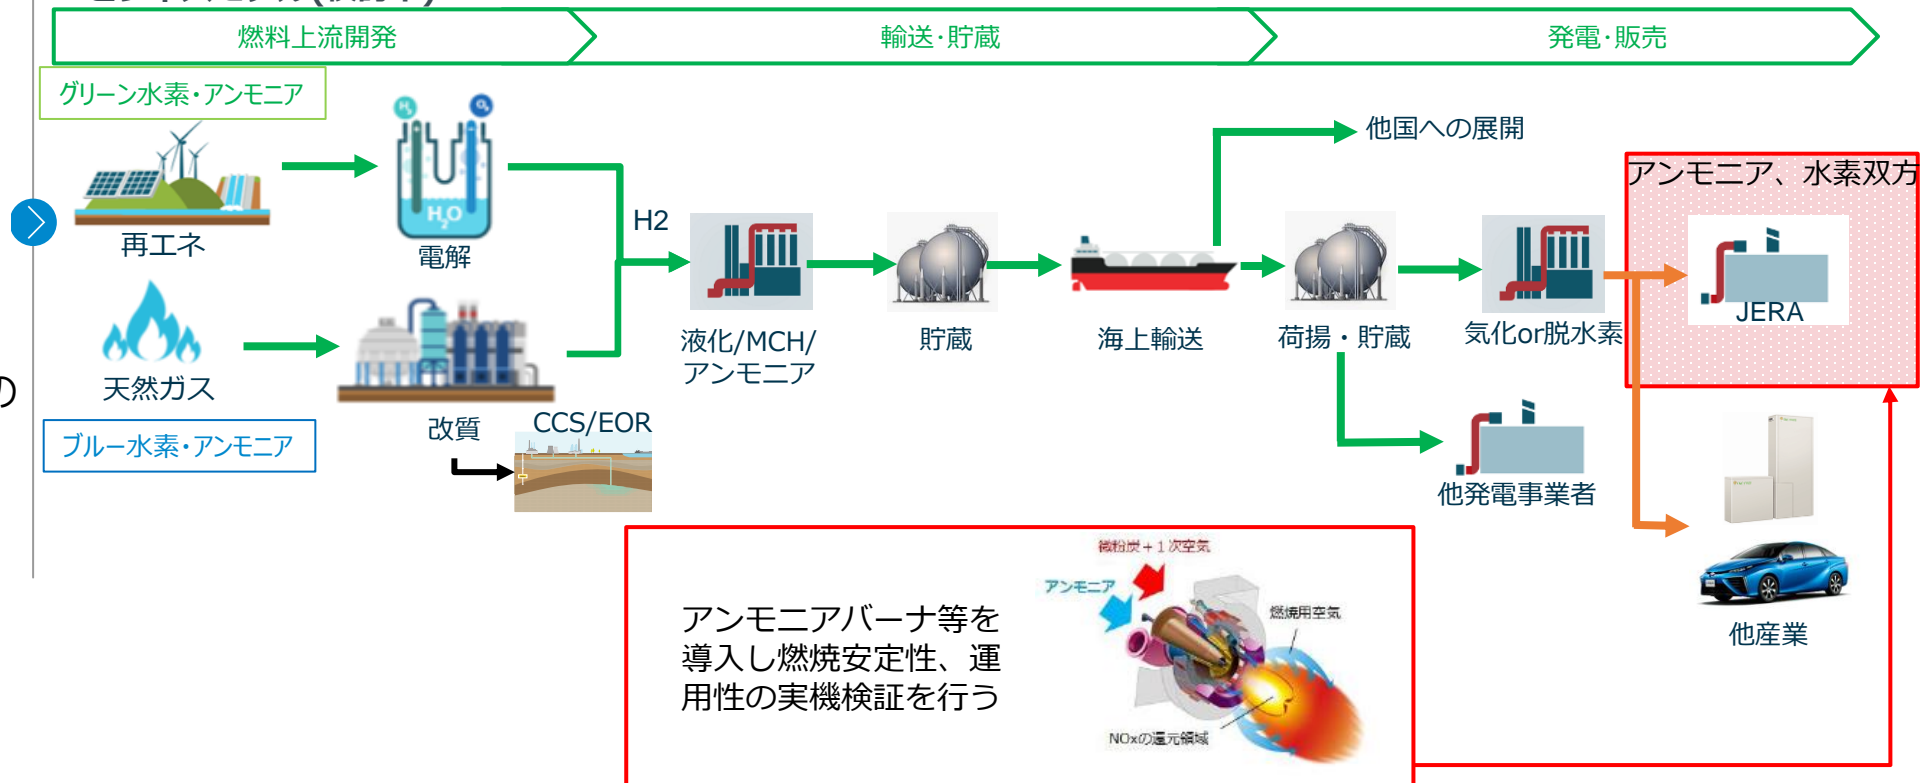 燃料上流開発
輸送・貯蔵
発電・販売
グリーン水素・アンモニア
再エネ
H₂
O₂
H₂O
電解
天然ガス
ブルー水素・アンモニア
改質
CCS/EOR
H2
液化/MCH/
アンモニア
貯蔵
海上輸送
他国への展開
荷揚・貯蔵
気化or脱水素
アンモニア、水素双方
JERA
他発電事業者
他産業
の
アンモニアバーナ等を
導入し燃焼安定性、運
用性の実機検証を行う
微粉炭+1次空気
アンモニア
燃焼用空気
NOxの還元領域